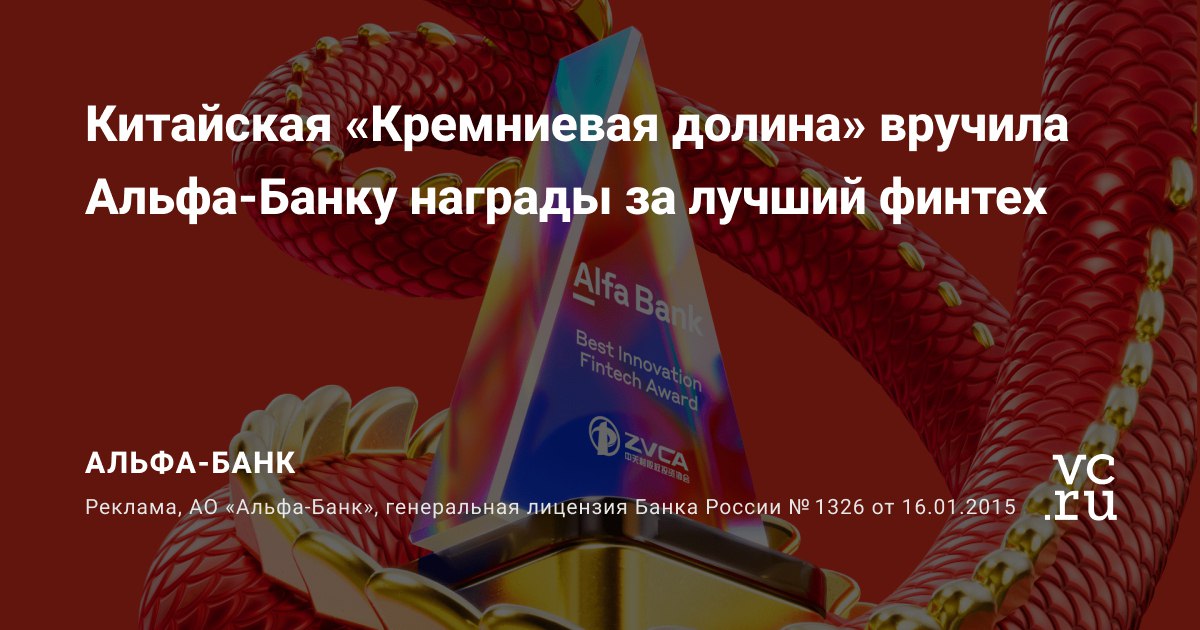 Китайская «Кремниевая долина» вручила
Альфа-Банку награды за лучший финтех
Alfa Bank
Best Innovation
Fintech Award
ZVCA
АЛЬФА-БАНК
Реклама, АО «Альфа-Банк», генеральная лицензия Банка России № 1326 от 16.01.2015
vc
.ru